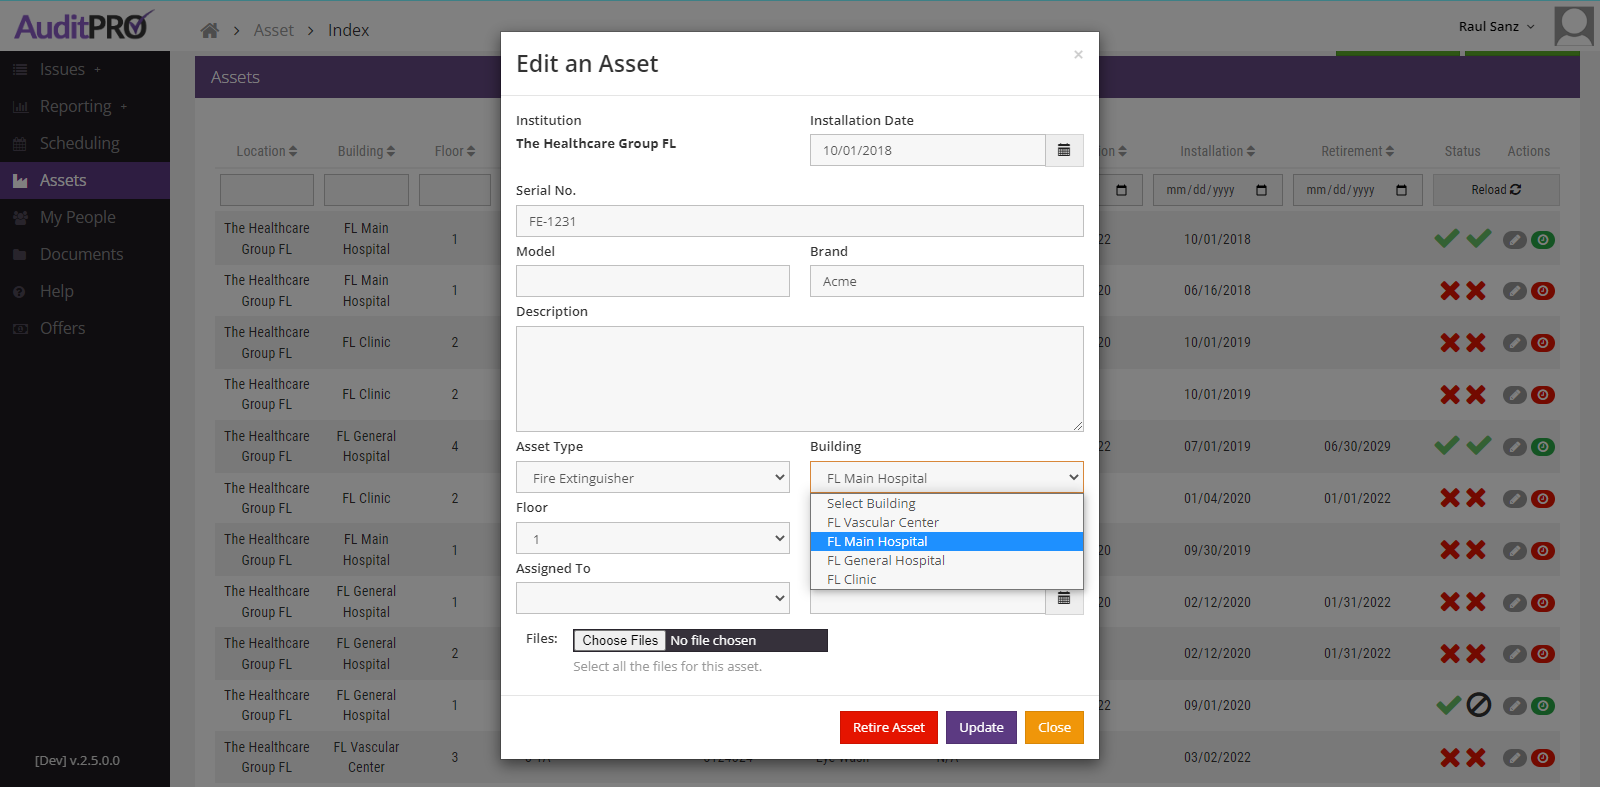 AuditPRO
> Asset > Index
Raul Sanz
Issues +
Reporting +
Scheduling
Assets
My People
Documents
Help
Offers
[Dev] v.2.5.0.0
Assets
Location Building Floor Installation Retirement Status Actions
mm/dd/yyyy mm/dd/yyyy Reload
The Healthcare Group FL FL Main Hospital 1 22 10/01/2018
The Healthcare Group FL FL Main Hospital 1 20 06/16/2018
The Healthcare Group FL FL Clinic 2 20 10/01/2019
The Healthcare Group FL FL Clinic 2 10/01/2019
The Healthcare Group FL FL General Hospital 4 22 07/01/2019 06/30/2029
The Healthcare Group FL FL Clinic 2 01/04/2020 01/01/2022
The Healthcare Group FL FL Main Hospital 1 20 09/30/2019
The Healthcare Group FL FL General Hospital 1 20 02/12/2020 01/31/2022
The Healthcare Group FL FL General Hospital 2 02/12/2020 01/31/2022
The Healthcare Group FL FL General Hospital 1 22 09/01/2020
The Healthcare Group FL FL Vascular Center 3 03/02/2022
Edit an Asset
×
Institution
The Healthcare Group FL
Installation Date
10/01/2018
Serial No.
FE-1231
Model
Brand
Acme
Description
Asset Type
Fire Extinguisher
Building
FL Main Hospital
Select Building
FL Vascular Center
FL Main Hospital
FL General Hospital
FL Clinic
Floor
1
Assigned To
Files: Choose Files No file chosen
Select all the files for this asset.
Retire Asset Update Close